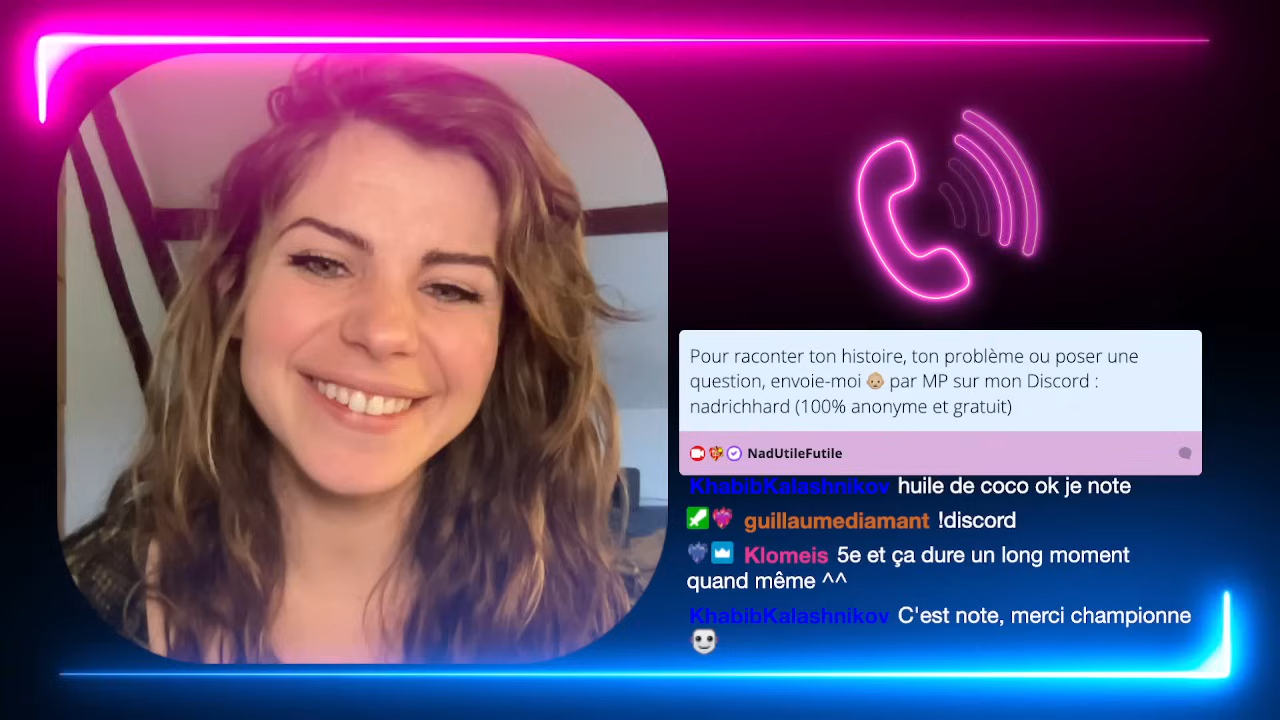 Pour raconter ton histoire, ton problème ou poser une
question, envoie-moi 👶🏼 par MP sur mon Discord :
nadrichhard (100% anonyme et gratuit)
NadUtileFutile
KhabibKalashnikov huile de coco ok je note
guillaumediamant !discord
Klomeis 5e et ça dure un long moment
quand même ^^
KhabibKalashnikov C'est note, merci championne